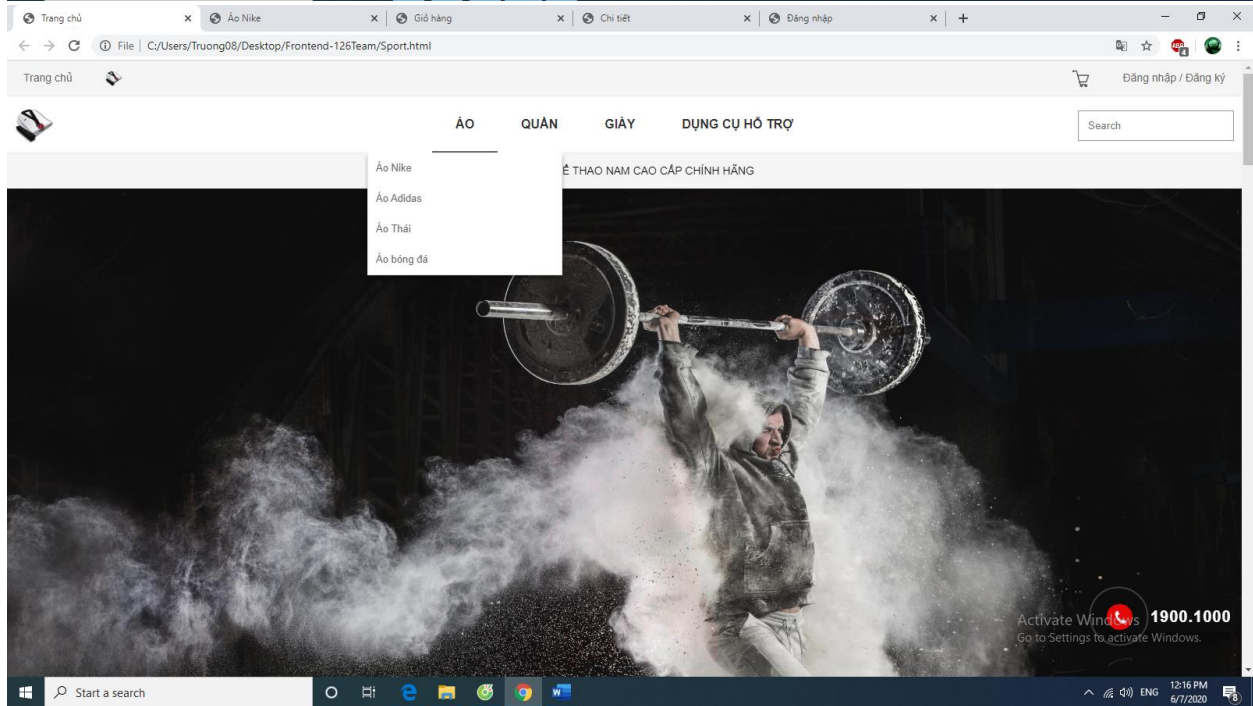 Trang chủ Áo Nike Giỏ hàng Chi tiết Đăng nhập
File C:/Users/Truong08/Desktop/Frontend-126Team/Sport.html
ABP 4
Trang chủ Đăng nhập / Đăng ký
ÁO QUẦN GIÀY DỤNG CỤ HỖ TRỢ Search
THAO NAM CAO CẤP CHÍNH HÃNG
Áo Nike
Áo Adidas
Áo Thái
Áo bóng đá
Activate Windows 1900.1000
Go to Settings to activate Windows.
Start a search ENG 12:16 PM
6/7/2020 8